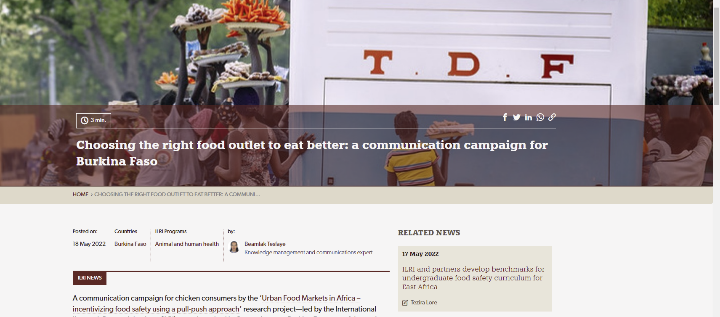 T. D. F
3 min.
Choosing the right food outlet to eat better: a communication campaign for
Burkina Faso
HOME > CHOOSING THE RIGHT FOOD OUTLET TO EAT BETTER: A COMMUNI...
Posted on:
18 May 2022
Countries
Burkina Faso
ILRI Programs
Animal and human health
by:
Beamlak Tesfaye
Knowledge management and communications expert
ILRI NEWS
A communication campaign for chicken consumers by the 'Urban Food Markets in Africa –
incentivizing food safety using a pull-push approach' research project—led by the International
RELATED NEWS
17 May 2022
ILRI and partners develop benchmarks for
undergraduate food safety curriculum for
East Africa
Tezira Lore